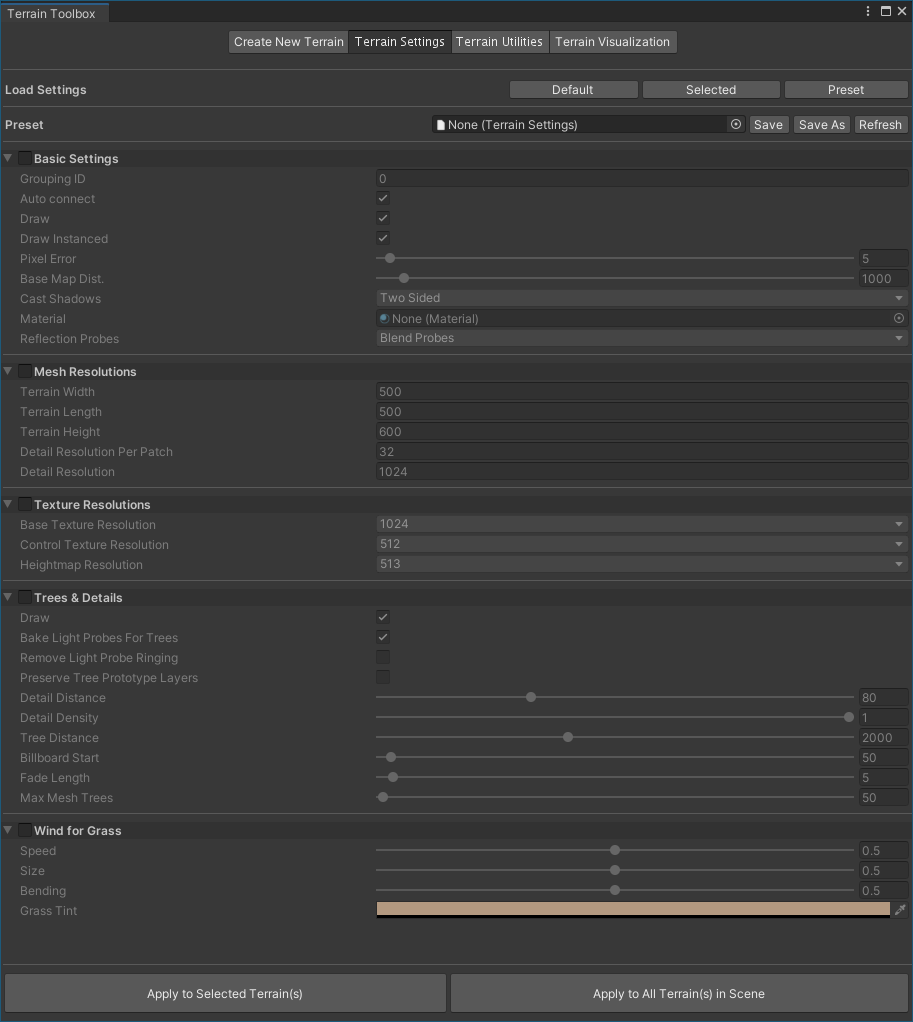 Terrain Toolbox
Create New Terrain Terrain Settings Terrain Utilities Terrain Visualization
Load Settings Default Selected Preset
Preset None (Terrain Settings) Save Save As Refresh
Basic Settings
Grouping ID 0
Auto connect
Draw
Draw Instanced
Pixel Error 5
Base Map Dist. 1000
Cast Shadows Two Sided
Material None (Material)
Reflection Probes Blend Probes
Mesh Resolutions
Terrain Width 500
Terrain Length 500
Terrain Height 600
Detail Resolution Per Patch 32
Detail Resolution 1024
Texture Resolutions
Base Texture Resolution 1024
Control Texture Resolution 512
Heightmap Resolution 513
Trees & Details
Draw
Bake Light Probes For Trees
Remove Light Probe Ringing
Preserve Tree Prototype Layers
Detail Distance 80
Detail Density 1
Tree Distance 2000
Billboard Start 50
Fade Length 5
Max Mesh Trees 50
Wind for Grass
Speed 0.5
Size 0.5
Bending 0.5
Grass Tint
Apply to Selected Terrain(s) Apply to All Terrain(s) in Scene